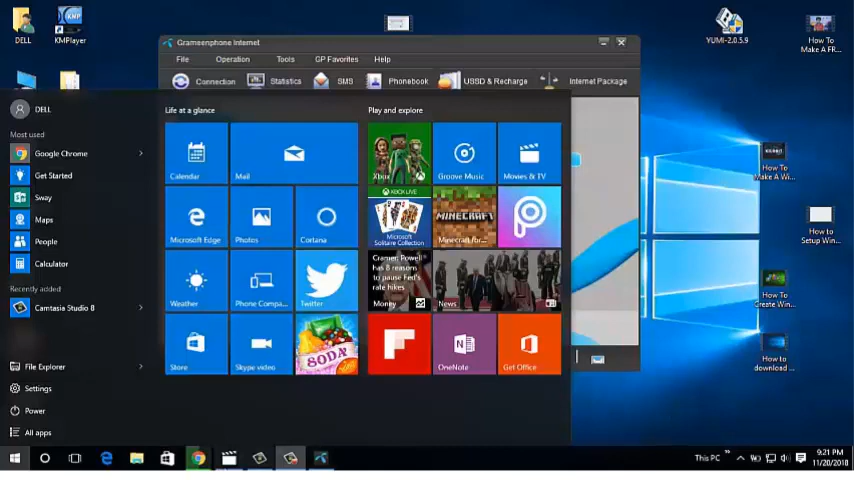 DELL
KMPlayer
YUMI-2.0.5.9
How To
Make A FR...
Grameenphone Internet
File Operation Tools GP Favorites Help
Connection Statistics SMS Phonebook USSD & Recharge Internet Package
DELL
Most used
Google Chrome
Get Started
Sway
Maps
People
Calculator
Recently added
Camtasia Studio 8
File Explorer
Settings
Power
All apps
Life at a glance
Calendar
Mail
Microsoft Edge
Photos
Cortana
Weather
Phone Compa...
Twitter
Store
Skype video
SODA
Play and explore
Xbox
Groove Music
Movies & TV
XBOX LIVE
Microsoft
Solitaire Collection
MINECRAFT
Minecraft for...
Cramer: Powell
has 8 reasons
to pause Fed's
rate hikes
Money
News
OneNote
Get Office
How To
Make A Wi...
How to
Setup Win...
How To
Create Win...
How to
download ...
This PC
9:21 PM
11/20/2018